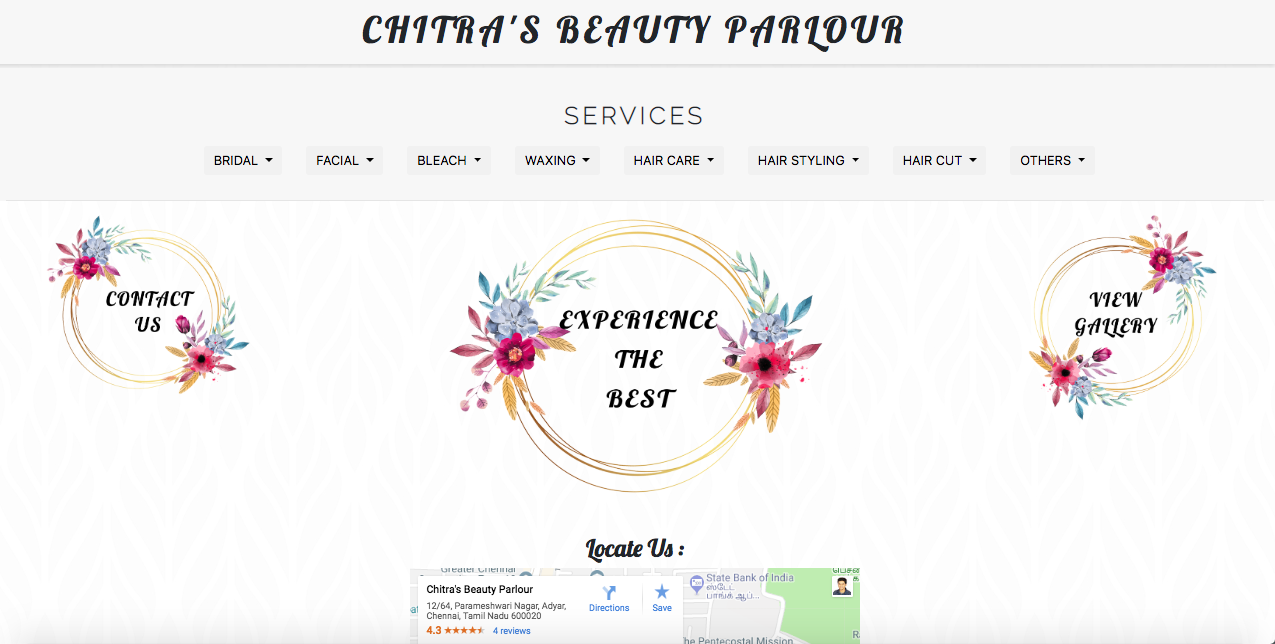 CHITRA'S BEAUTY PARLOUR
SERVICES
BRIDAL FACIAL BLEACH WAXING HAIR CARE HAIR STYLING HAIR CUT OTHERS
CONTACT
US
EXPERIENCE
THE
BEST
VIEW
GALLERY
Locate Us :
Greater Chennai
Chitra's Beauty Parlour
12/64, Parameshwari Nagar, Adyar,
Chennai, Tamil Nadu 600020
4.3 4 reviews
Directions
Save
State Bank of India
ஸ்டேட்
பாங்க் ஆப்...
he Pentecostal Mission